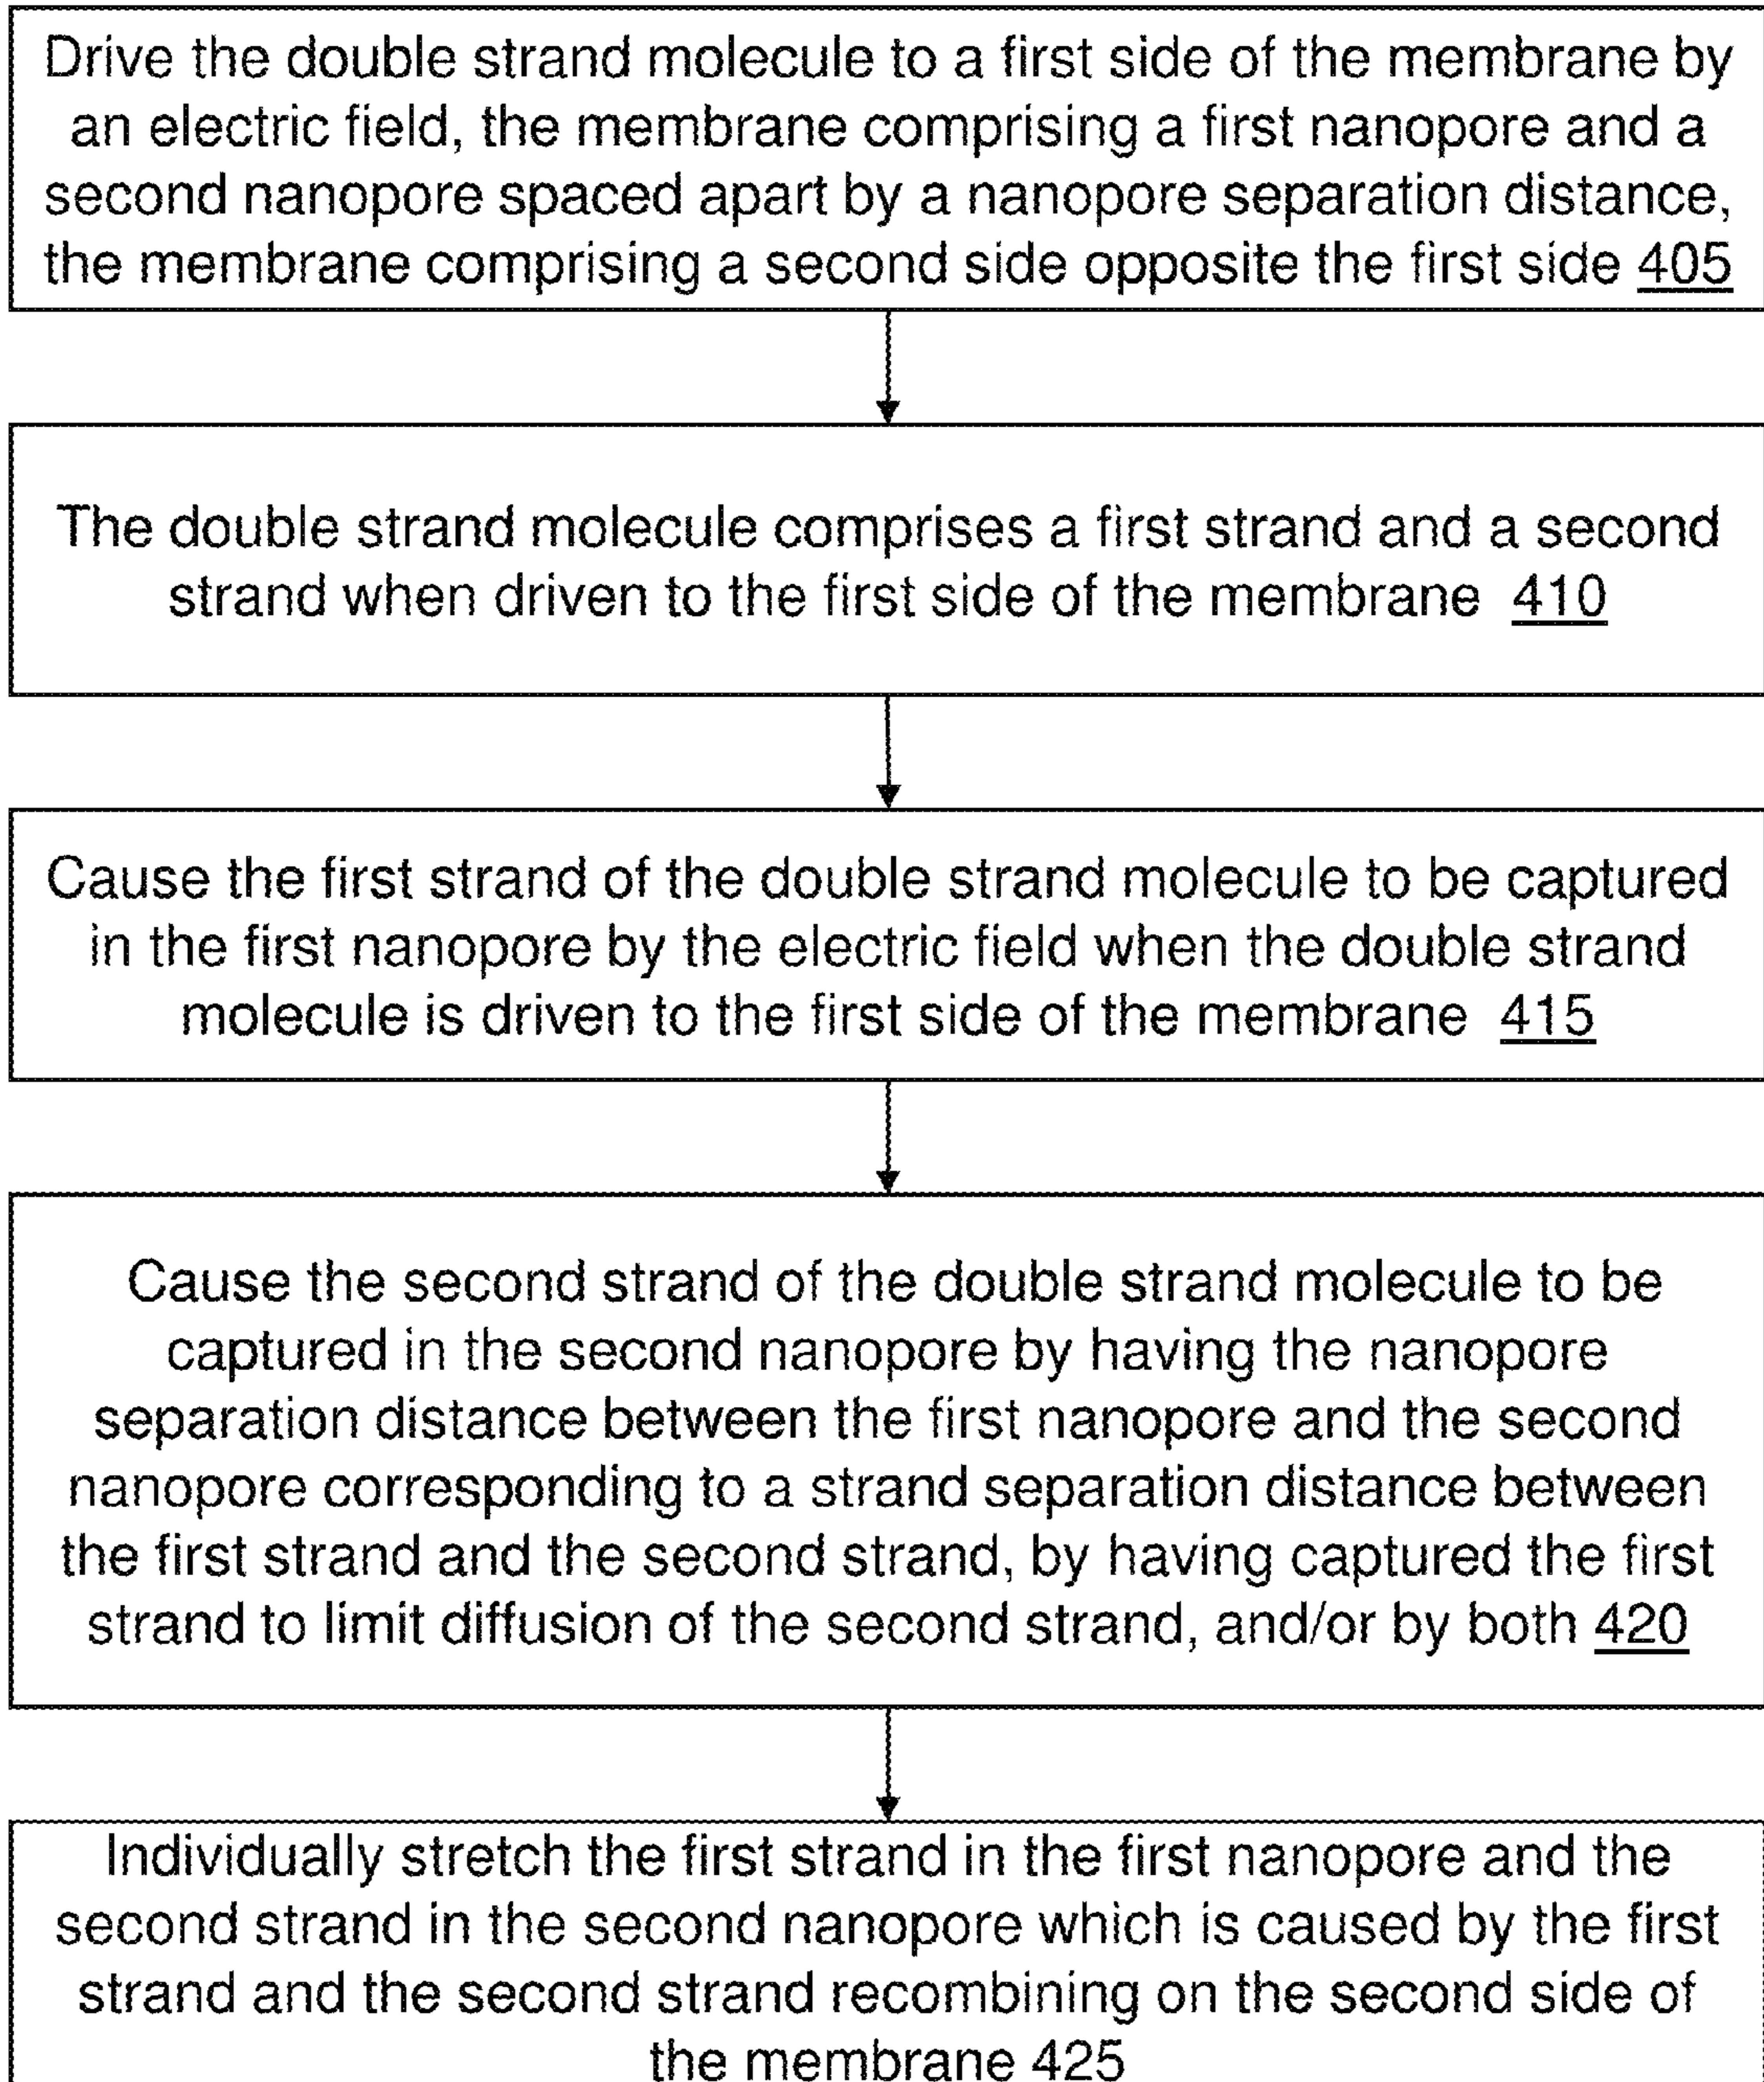 Drive the double strand molecule to a first side of the membrane by
an electric field, the membrane comprising a first nanopore and a
second nanopore spaced apart by a nanopore separation distance,
the membrane comprising a second side opposite the first side 405
The double strand molecule comprises a first strand and a second
strand when driven to the first side of the membrane 410
Cause the first strand of the double strand molecule to be captured
in the first nanopore by the electric field when the double strand
molecule is driven to the first side of the membrane 415
Cause the second strand of the double strand molecule to be
captured in the second nanopore by having the nanopore
separation distance between the first nanopore and the second
nanopore corresponding to a strand separation distance between
the first strand and the second strand, by having captured the first
strand to limit diffusion of the second strand, and/or by both 420
Individually stretch the first strand in the first nanopore and the
second strand in the second nanopore which is caused by the first
strand and the second strand recombining on the second side of
the membrane 425